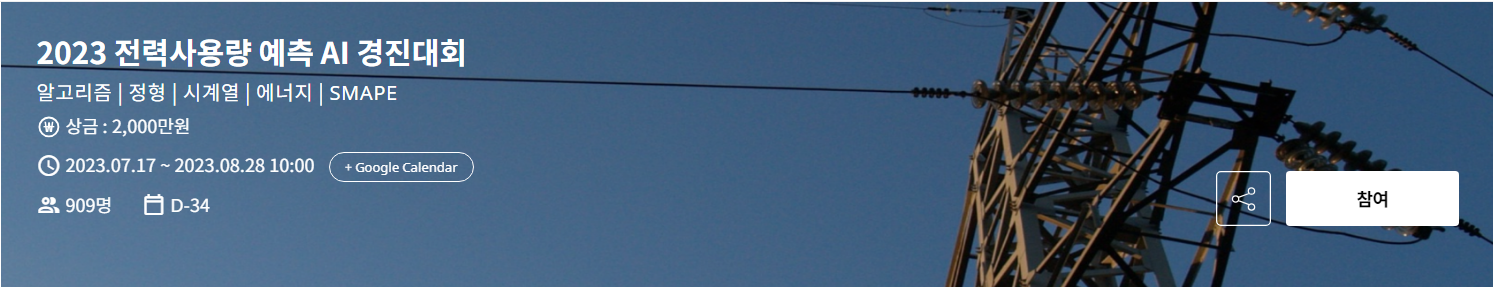 2023 전력사용량 예측 AI 경진대회
알고리즘 | 정형 | 시계열 | 에너지 | SMAPE
₩ 상금 : 2,000만원
2023.07.17 ~ 2023.08.28 10:00 + Google Calendar
909명 D-34
참여